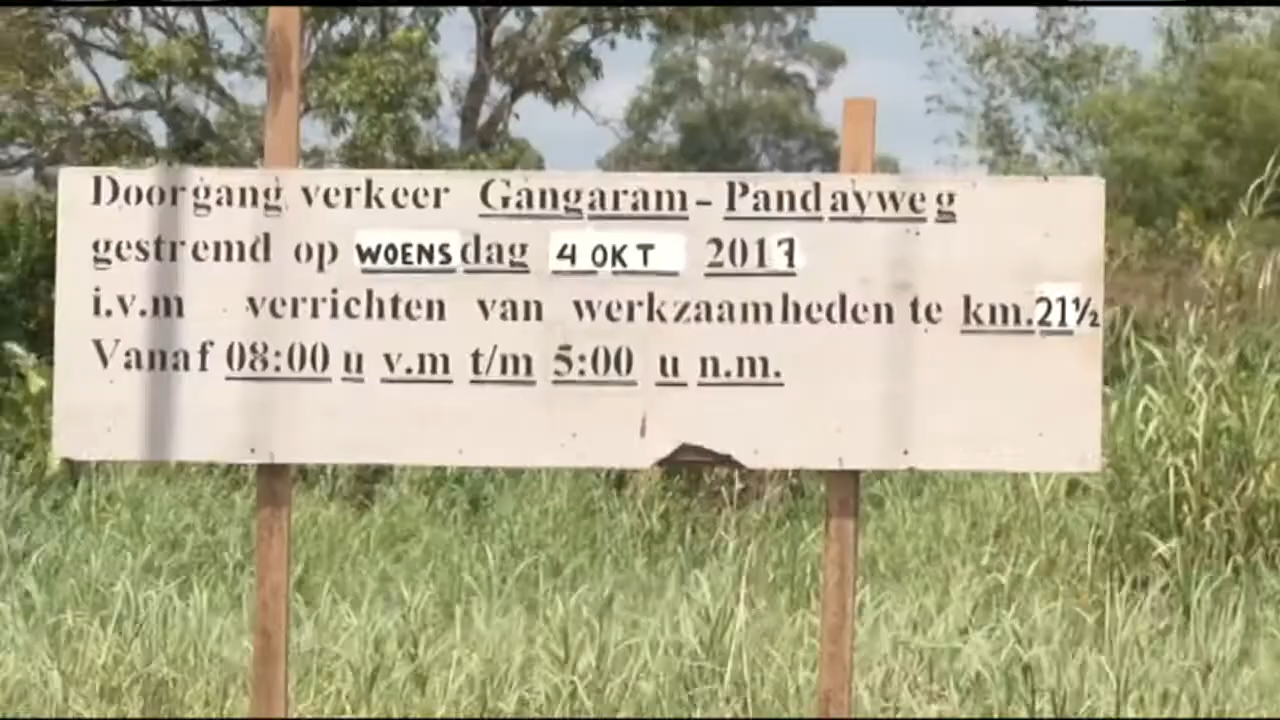 Doorgang verkeer Gangaram-Pandayweg
gestremd op WOENSdag 4 OKT 2017
i.v.m verrichten van werkzaamheden te km.21½
Vanaf 08:00 u v.m t/m 5:00 u n.m.